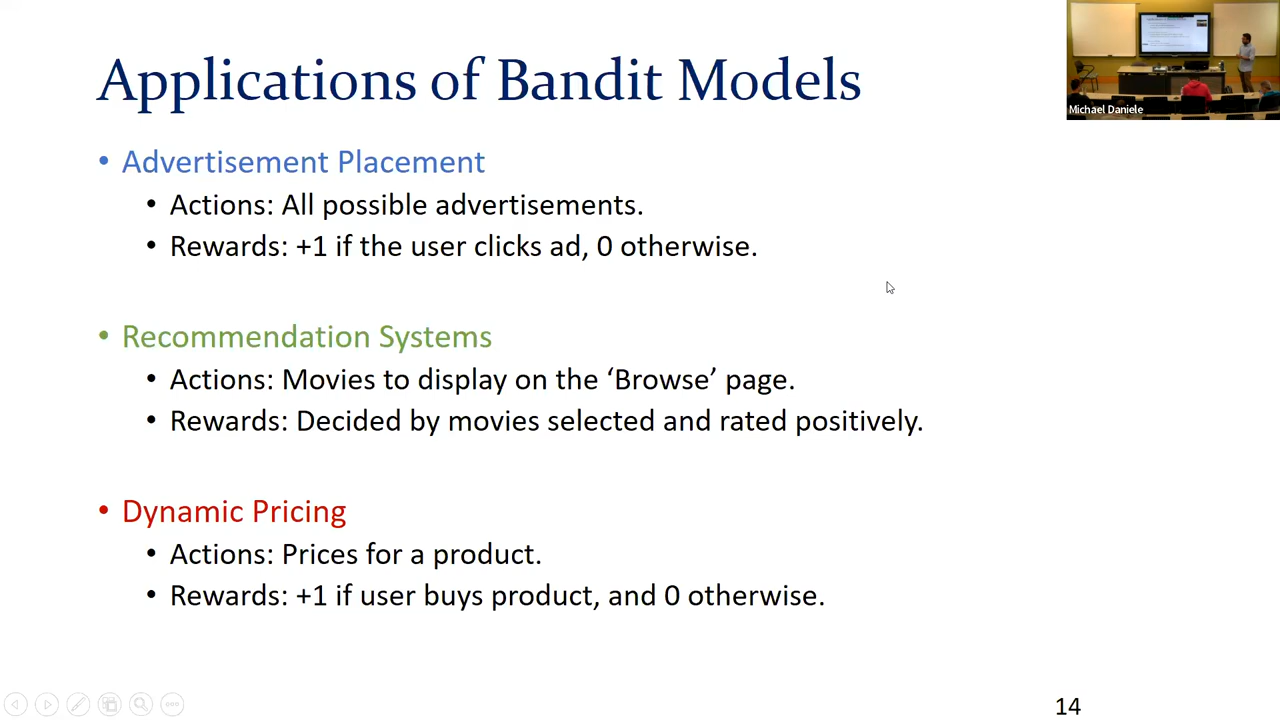 Applications of Bandit Models
Michael Daniele
• Advertisement Placement
• Actions: All possible advertisements.
• Rewards: +1 if the user clicks ad, 0 otherwise.
• Recommendation Systems
• Actions: Movies to display on the ‘Browse’ page.
• Rewards: Decided by movies selected and rated positively.
• Dynamic Pricing
• Actions: Prices for a product.
• Rewards: +1 if user buys product, and 0 otherwise.
14